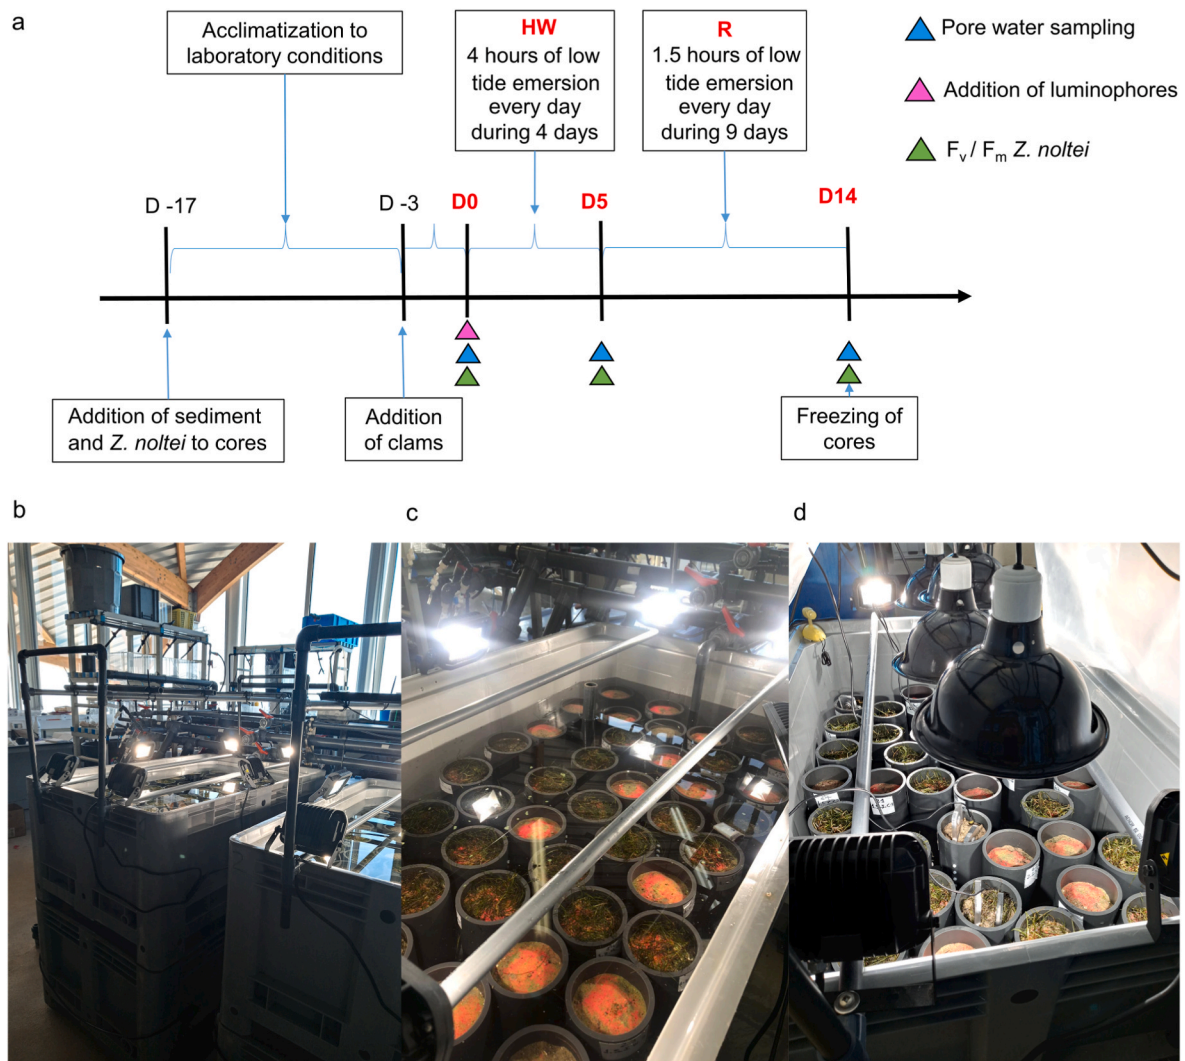 a
Acclimatization to
laboratory conditions
HW
4 hours of low
tide emersion
every day
during 4 days
R
1.5 hours of low
tide emersion
every day
during 9 days
Pore water sampling
Addition of luminophores
Fv / Fm Z. noltei
D -17
D -3
D0
D5
D14
Addition of sediment
and Z. noltei to cores
Addition
of clams
Freezing of
cores
b
c
d